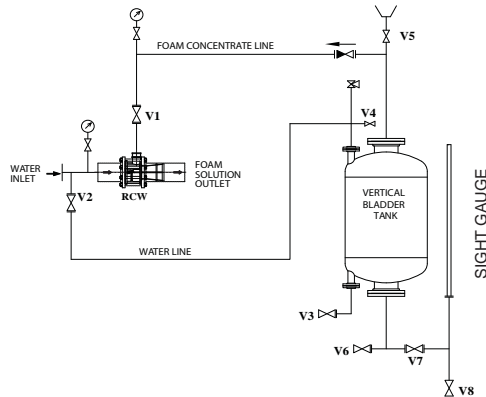 V5
FOAM CONCENTRATE LINE
V4
V1
WATER
INLET
FOAM
SOLUTION
OUTLET
RCW
V2
VERTICAL
BLADDER
TANK
SIGHT GAUGE
WATER LINE
V3
V6
V7
V8